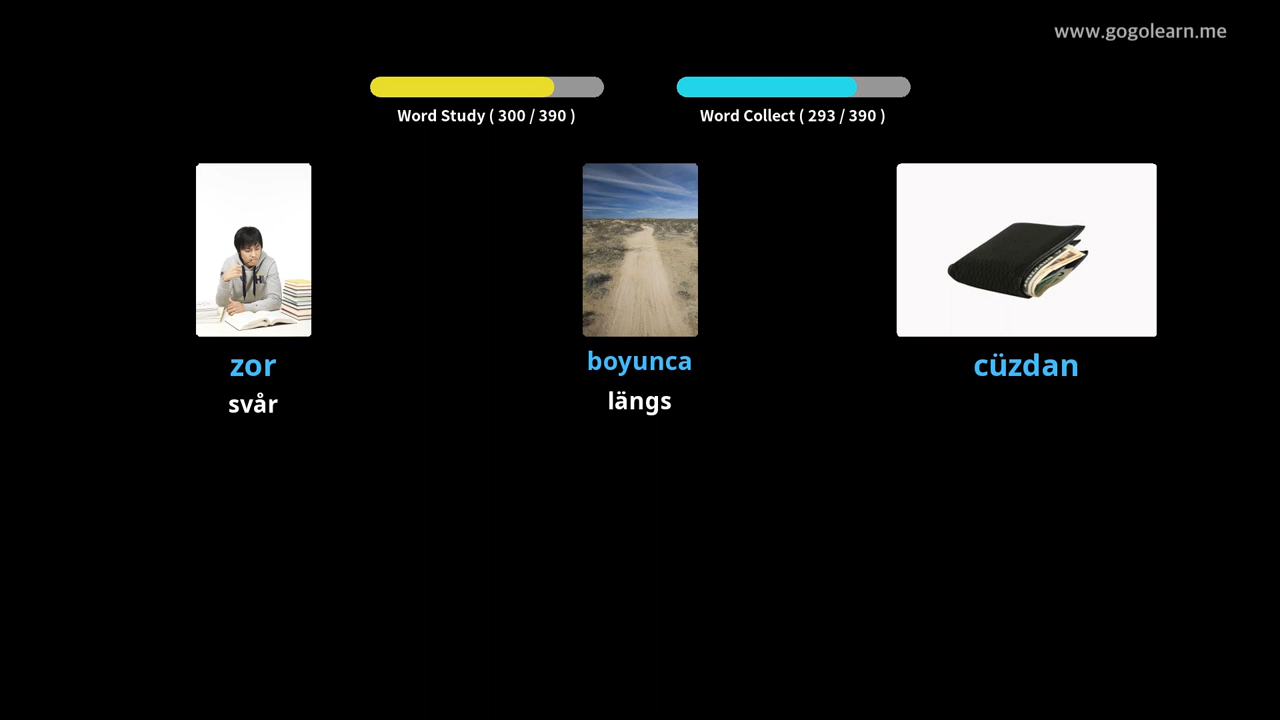 www.gogolearn.me
Word Study ( 300 / 390 )
Word Collect ( 293 / 390 )
zor
svår
boyunca
längs
cüzdan